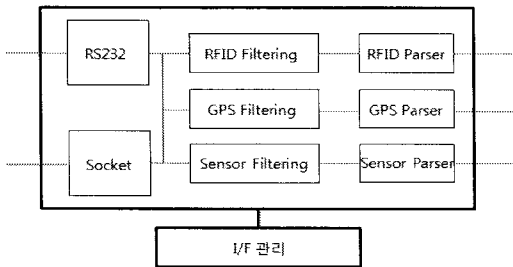 RS232
RFID Filtering
RFID Parser
GPS Filtering
GPS Parser
Socket
Sensor Filtering
Sensor Parser
I/F 관리